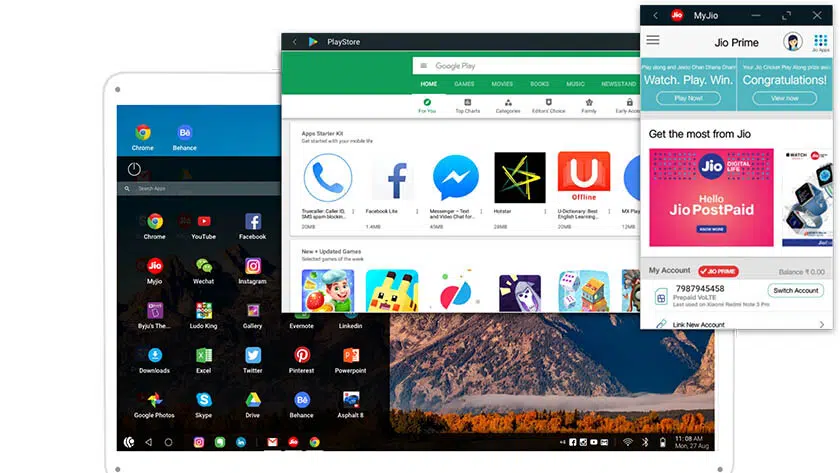 Chrome
Behance
Search Apps
Chrome
YouTube
Facebook
Myjio
Wechat
Instagram
Byju's The...
Ludo King
Gallery
Evernote
Linkedin
Downloads
Excel
Twitter
Pinterest
Powerpoint
Google Photos
Skype
Drive
Behance
Asphalt 8
11:08 AM
Mon, 27 Aug
PlayStore
Google Play
HOME
GAMES
MOVIES
BOOKS
MUSIC
NEWSSTAND
For You
Top Charts
Categories
Editors' Choice
Family
Early Acc
Apps Starter Kit
Get started with your mobile life
Truecaller: Caller ID,
SMS spam blockin
20MB
Facebook Lite
1.4MB
Messenger – Text
and Video Chat for
45MB
Hotstar
U
Offline
U-Dictionary: Best
English Learning
20MB
MX Play
New + Updated Games
Selected games of the week
MyJio
Jio
Jio Prime
Jio Apps
Watch. Play. Win.
Play Now!
Congratulations!
View now
Get the most from Jio
Jio
DIGITAL
LIFE
Hello
JioPostPaid
KNOW MORE
WATCH
My Account
JIO PRIME
Balance ₹ 0.00
7987945458
Prepaid VoLTE
Last used on Xiaomi Redmi Note 3 Pro
Switch Account
Link New Account